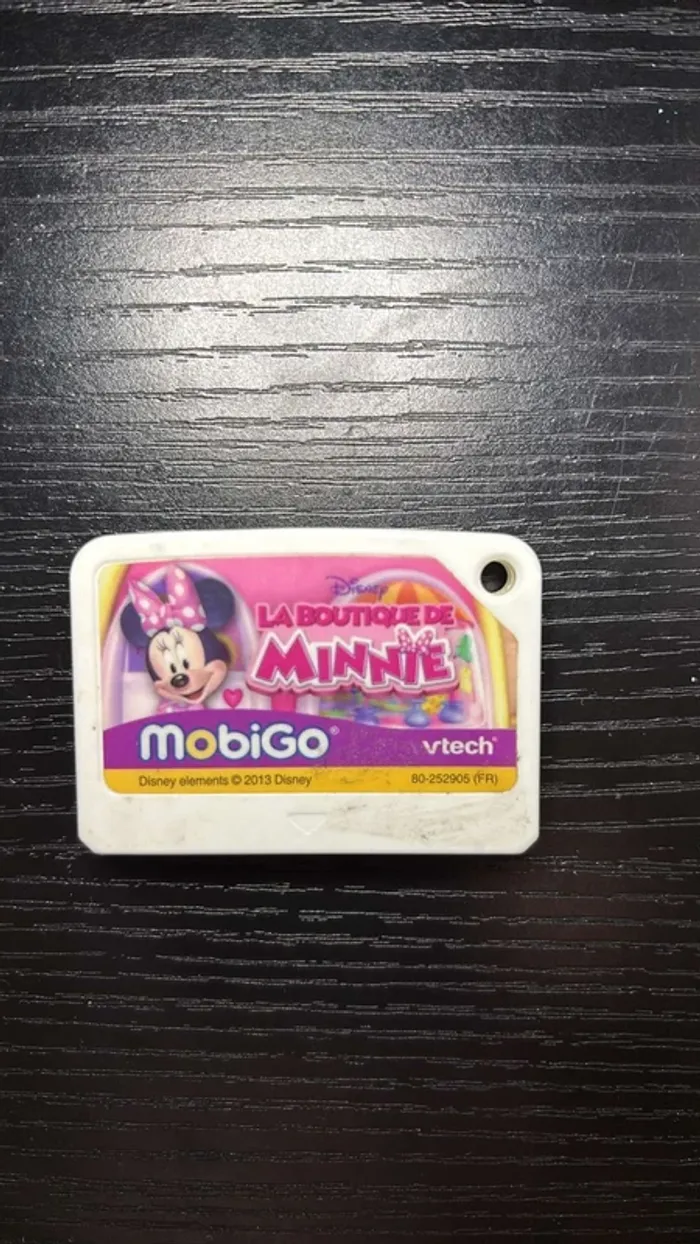 Disney
LA BOUTIQUE DE
MINNIE
mobiGo®
vtech®
Disney elements © 2013 Disney
80-252905 (FR)